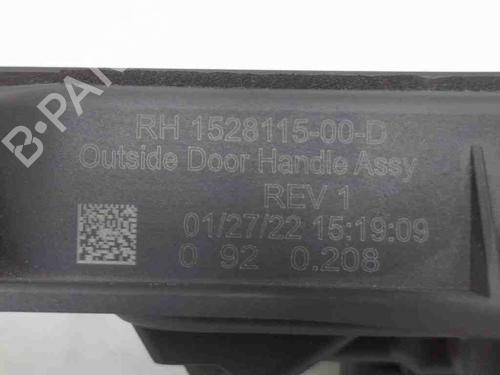 B-PARTS
RH 1528115-00-D
Outside Door Handle Assy
REV 1
01/27/22 15:19:09
0 92 0.208